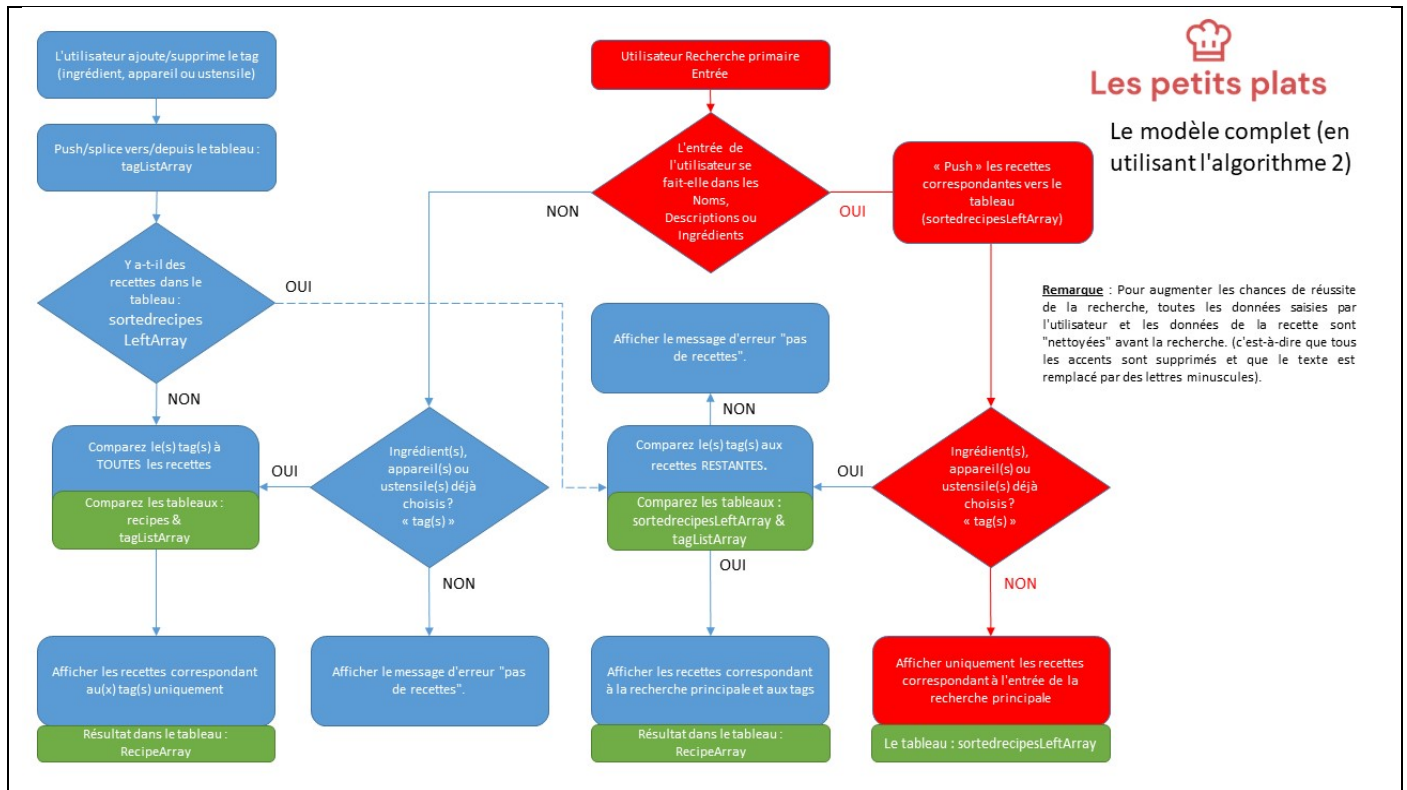 L'utilisateur ajoute/supprime le tag
(ingrédient, appareil ou ustensile)
Push/splice vers/depuis le tableau :
tagListArray
Y a-t-il des
recettes dans le
tableau :
sortedrecipes
LeftArray
OUI
NON
Comparez le(s) tag(s) à
TOUTES les recettes
Comparez les tableaux :
recipes &
tagListArray
Afficher les recettes correspondant
au(x) tag(s) uniquement
Résultat dans le tableau :
RecipeArray
Utilisateur Recherche primaire
Entrée
L'entrée de
l'utilisateur se
fait-elle dans les
Noms,
Descriptions ou
Ingrédients
NON
OUI
Ingrédient(s),
appareil(s) ou
ustensile(s) déjà
choisis ?
« tag(s) »
OUI
NON
Afficher le message d'erreur "pas
de recettes".
Afficher le message d'erreur "pas
de recettes".
NON
Comparez le(s) tag(s) aux
recettes RESTANTES.
Comparez les tableaux :
sortedrecipesLeftArray &
tagListArray
OUI
Afficher les recettes correspondant
à la recherche principale et aux tags
Résultat dans le tableau :
RecipeArray
« Push » les recettes
correspondantes vers le
tableau
(sortedrecipesLeftArray)
Ingrédient(s),
appareil(s) ou
ustensile(s) déjà
choisis ?
« tag(s) »
OUI
NON
Afficher uniquement les recettes
correspondant à l'entrée de la
recherche principale
Le tableau : sortedrecipesLeftArray
Les petits plats
Le modèle complet (en
utilisant l'algorithme 2)
Remarque : Pour augmenter les chances de réussite
de la recherche, toutes les données saisies par
l'utilisateur et les données de la recette sont
"nettoyées" avant la recherche. (c'est-à-dire que tous
les accents sont supprimés et que le texte est
remplacé par des lettres minuscules).